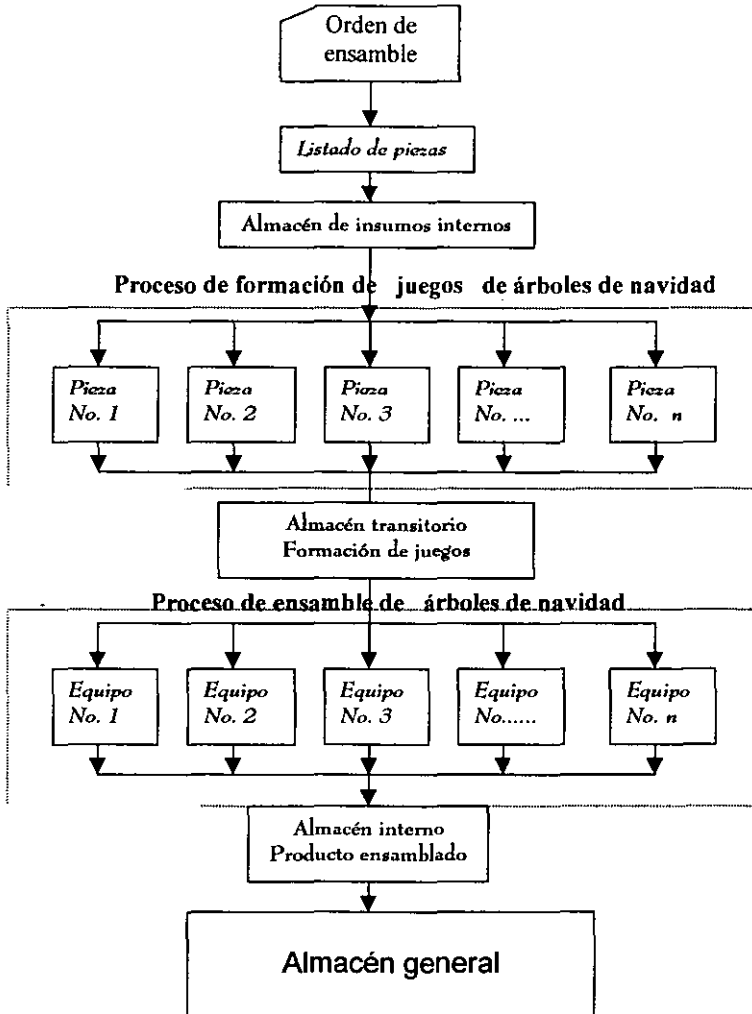 Orden de
ensamble
Listado de piezas
Almacén de insumos internos
Proceso de formación de juegos de árboles de navidad
Pieza
No. 1
Pieza
No. 2
Pieza
No. 3
Pieza
No. ...
Pieza
No. n
Almacén transitorio
Formación de juegos
Proceso de ensamble de árboles de navidad
Equipo
No. 1
Equipo
No. 2
Equipo
No. 3
Equipo
No......
Equipo
No. n
Almacén interno
Producto ensamblado
Almacén general